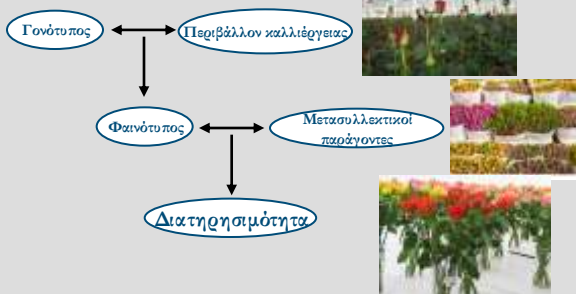 Γονότυπος
Περιβάλλον καλλιέργειας
Φαινότυπος
Μετασυλλεκτικοί
παράγοντες
Διατηρησιμότητα